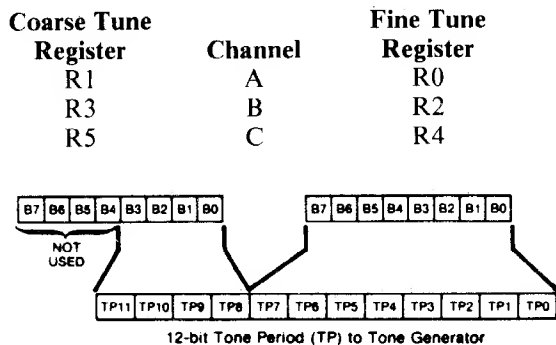 Coarse Tune Register Channel Fine Tune Register
R1 A R0
R3 B R2
R5 C R4
B7 B6 B5 B4 B3 B2 B1 B0 B7 B6 B5 B4 B3 B2 B1 B0
NOT USED
TP11 TP10 TP9 TP8 TP7 TP6 TP5 TP4 TP3 TP2 TP1 TP0
12-bit Tone Period (TP) to Tone Generator